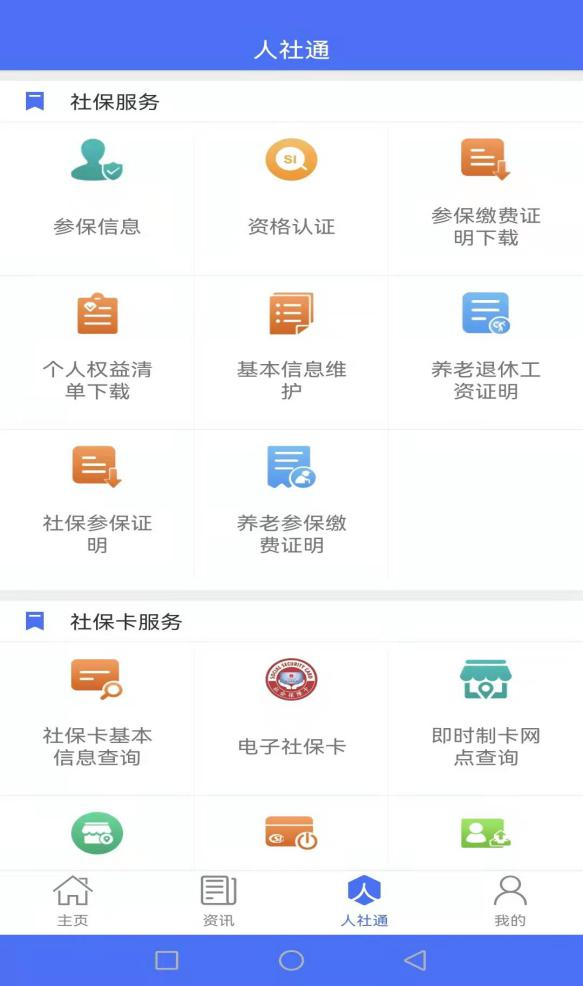 人社通
社保服务
参保信息
资格认证
参保缴费证
明下载
个人权益清
单下载
基本信息维
护
养老退休工
资证明
社保参保证
明
养老参保缴
费证明
社保卡服务
社保卡基本
信息查询
电子社保卡
即时制卡网
点查询
主页
资讯
人社通
我的